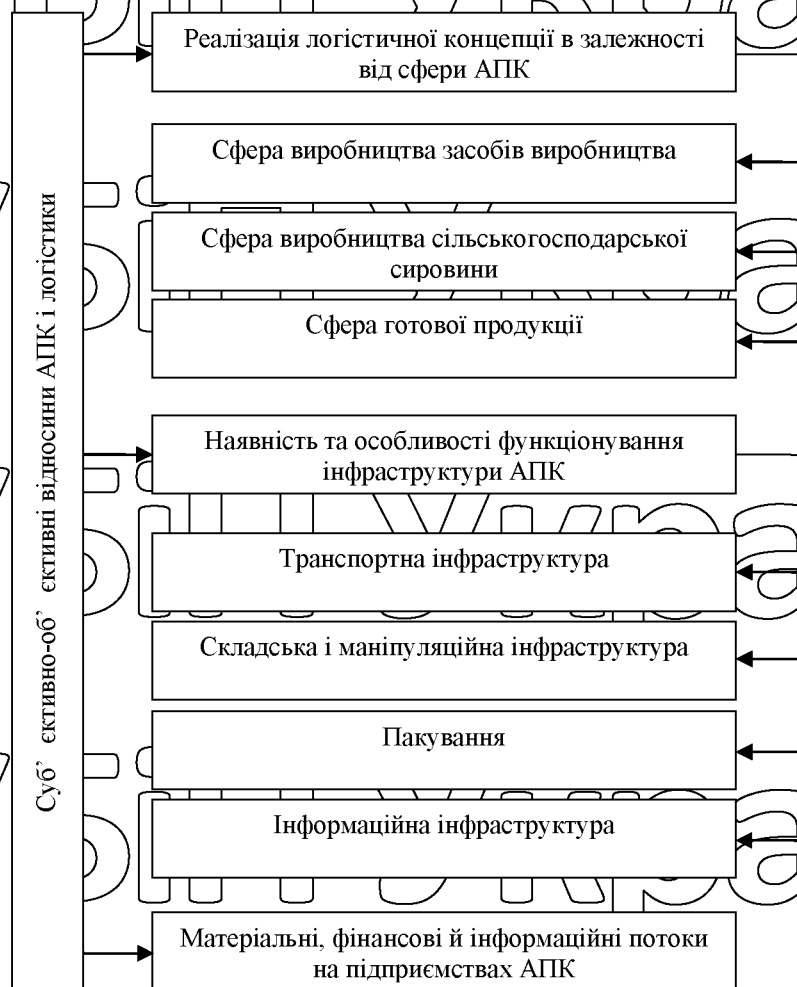 Суб’ єктивно-об’ єктивні відносини АПК і логістики
Реалізація логістичної концепції в залежності
від сфери АПК
Сфера виробництва засобів виробництва
Сфера виробництва сільськогосподарської
сировини
Сфера готової продукції
Наявність та особливості функціонування
інфраструктури АПК
Транспортна інфраструктура
Складська і маніпуляційна інфраструктура
Пакування
Інформаційна інфраструктура
Матеріальні, фінансові й інформаційні потоки
на підприємствах АПК